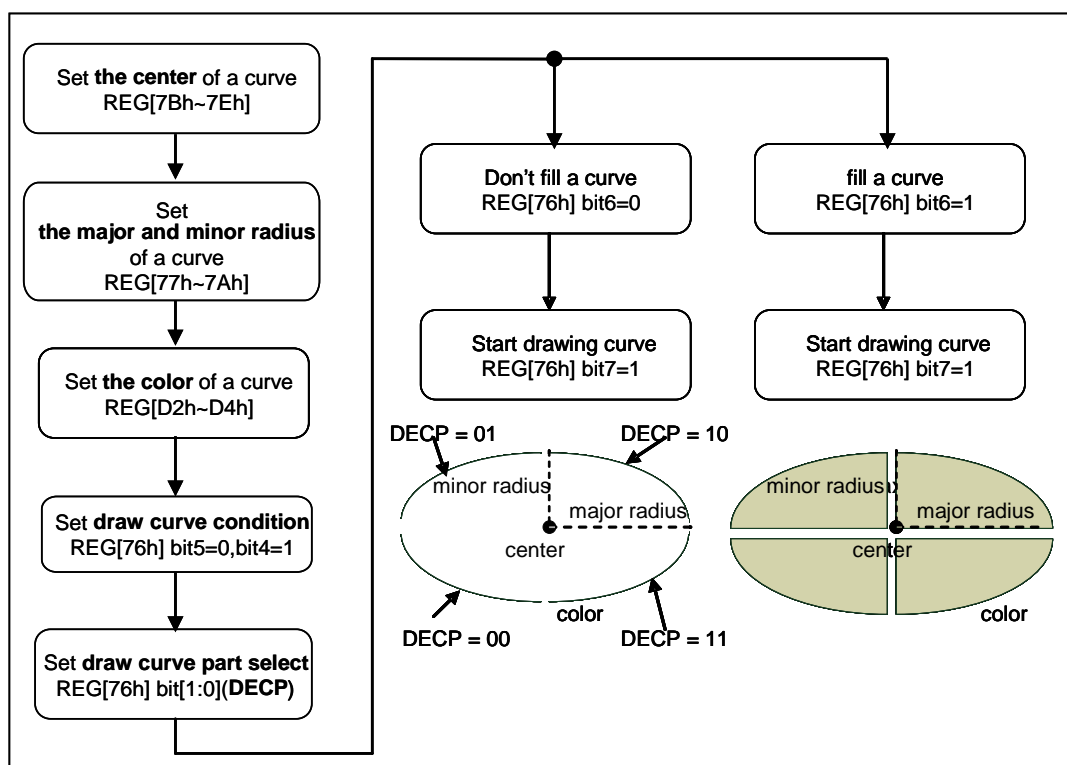 Set the center of a curve
REG[7Bh~7Eh]
Set
the major and minor radius
of a curve
REG[77h~7Ah]
Set the color of a curve
REG[D2h~D4h]
Set draw curve condition
REG[76h] bit5=0,bit4=1
Set draw curve part select
REG[76h] bit[1:0](DECP)
Don't fill a curve
REG[76h] bit6=0
Start drawing curve
REG[76h] bit7=1
fill a curve
REG[76h] bit6=1
Start drawing curve
REG[76h] bit7=1
DECP = 01
DECP = 10
minor radius
major radius
center
color
DECP = 00
DECP = 11
minor radius
major radius
center
color